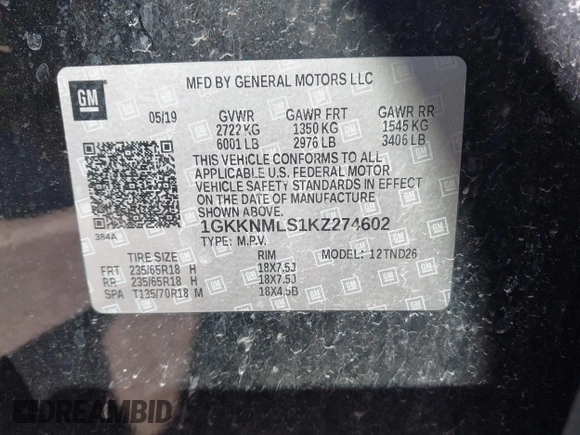 GM
MFD BY GENERAL MOTORS LLC
05/19 GVWR GAWR FRT GAWR RR
2722 KG 1350 KG 1545 KG
6001 LB 2976 LB 3406 LB
THIS VEHICLE CONFORMS TO ALL
APPLICABLE U.S. FEDERAL MOTOR
VEHICLE SAFETY STANDARDS IN EFFECT
ON THE DATE OF MANUFACTURE
SHOWN ABOVE.
1GKKNMLS1KZ274602
384A
TYPE: M.P.V. MODEL: 12TND26
TIRE SIZE RIM
FRT 235/65R18 H 18X7.5J
RR 235/65R18 H 18X7.5J
SPA T135/70R18 M 18X4.5B
DREAMBID